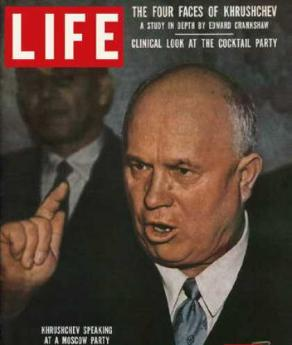 LIFE
THE FOUR FACES OF KHRUSHCHEV
A STUDY IN DEPTH BY EDWARD CRANKSHAW
CLINICAL LOOK AT THE COCKTAIL PARTY
KHRUSHCHEV SPEAKING
AT A MOSCOW PARTY